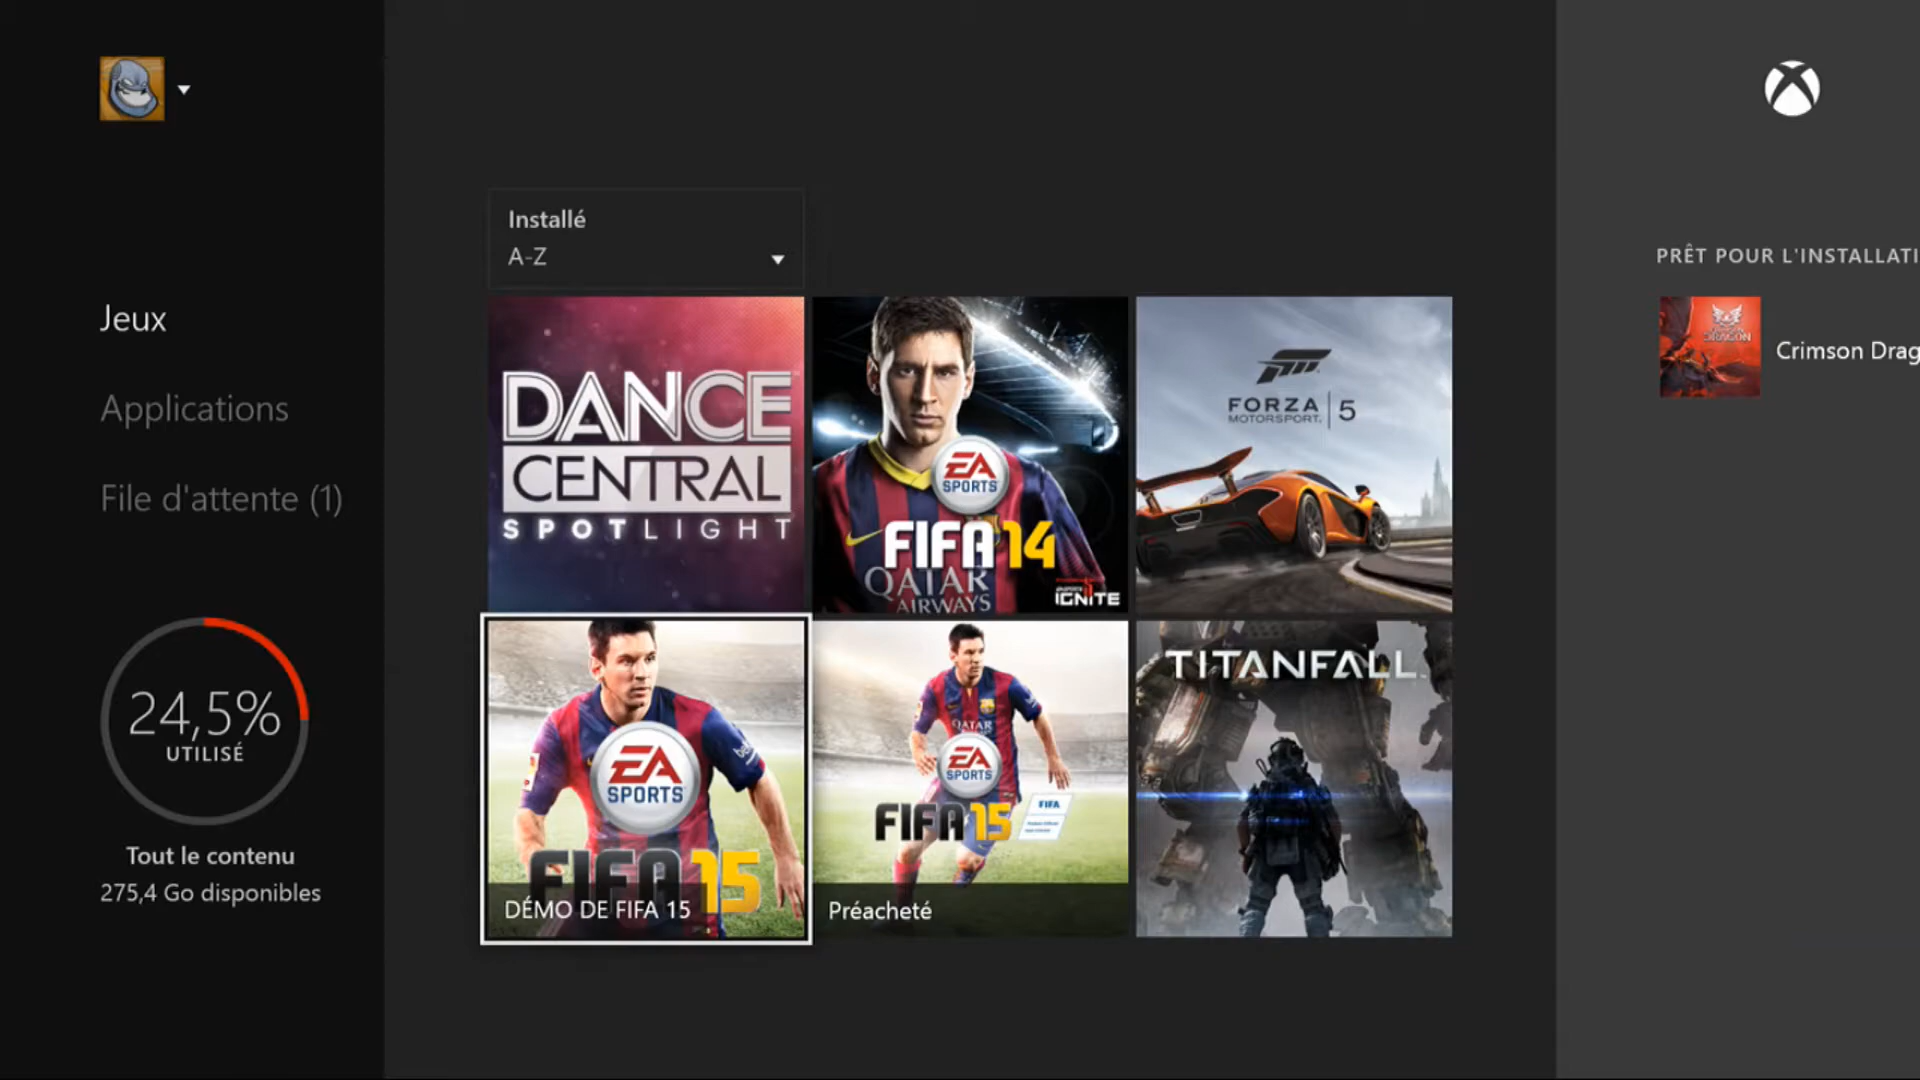 Installé
A-Z
PRÊT POUR L'INSTALLATI
Crimson Drag
Jeux
Applications
File d'attente (1)
24,5%
UTILISÉ
Tout le contenu
275,4 Go disponibles
DANCE
CENTRAL
SPOTLIGHT
EA
SPORTS
FIFA 14
QATAR
AIRWAYS
IGNITE
FORZA
MOTORSPORT.
5
EA
SPORTS
FIFA 15
DÉMO DE FIFA 15
QATAR
EA
SPORTS
FIFA 15
FIFA
Préacheté
TITANFALL
DRAGON